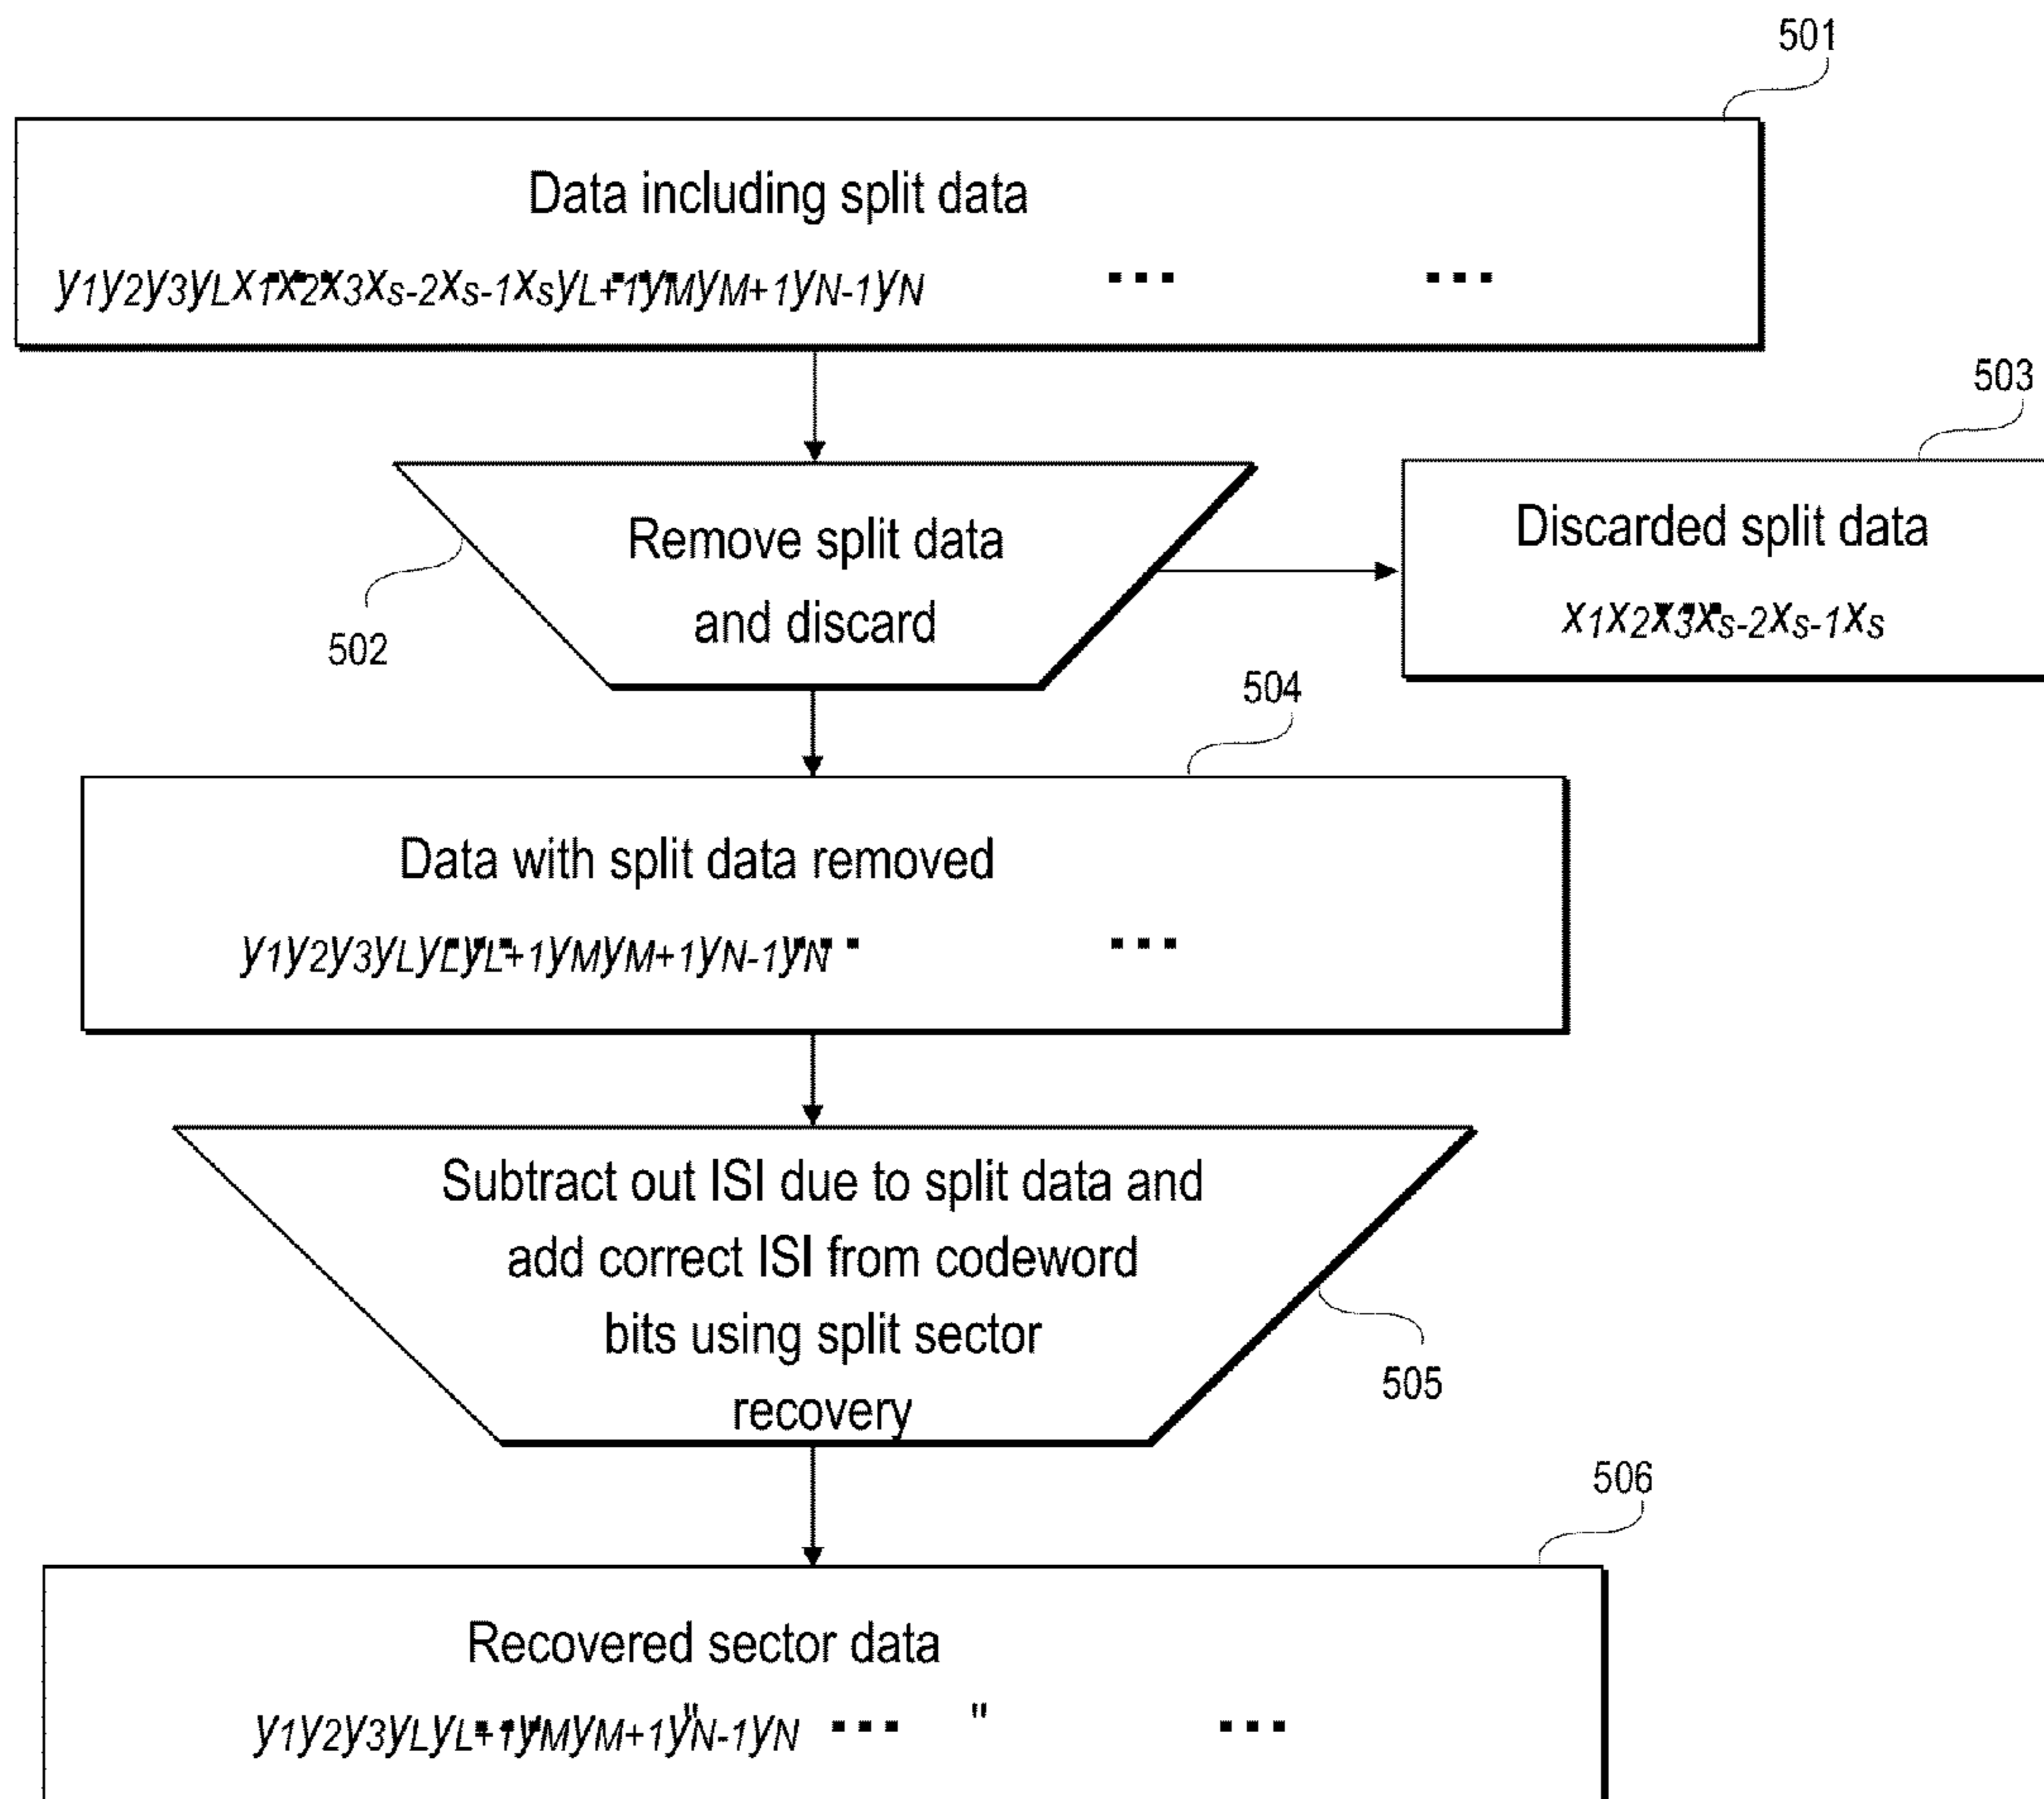 501
Data including split data
y1y2y3yLx1x2x3xs-2xs-1xsyL+1yMyM+1yN-1yN ... ...
503
Remove split data
and discard
502
Discarded split data
x1x2x3xs-2xs-1xs
504
Data with split data removed
y1y2y3yLyLyL+1yMyM+1yN-1yN ... ...
Subtract out ISI due to split data and
add correct ISI from codeword
bits using split sector
recovery
505
506
Recovered sector data
y1y2y3yLyL+1yMyM+1y"N-1yN ... " ...